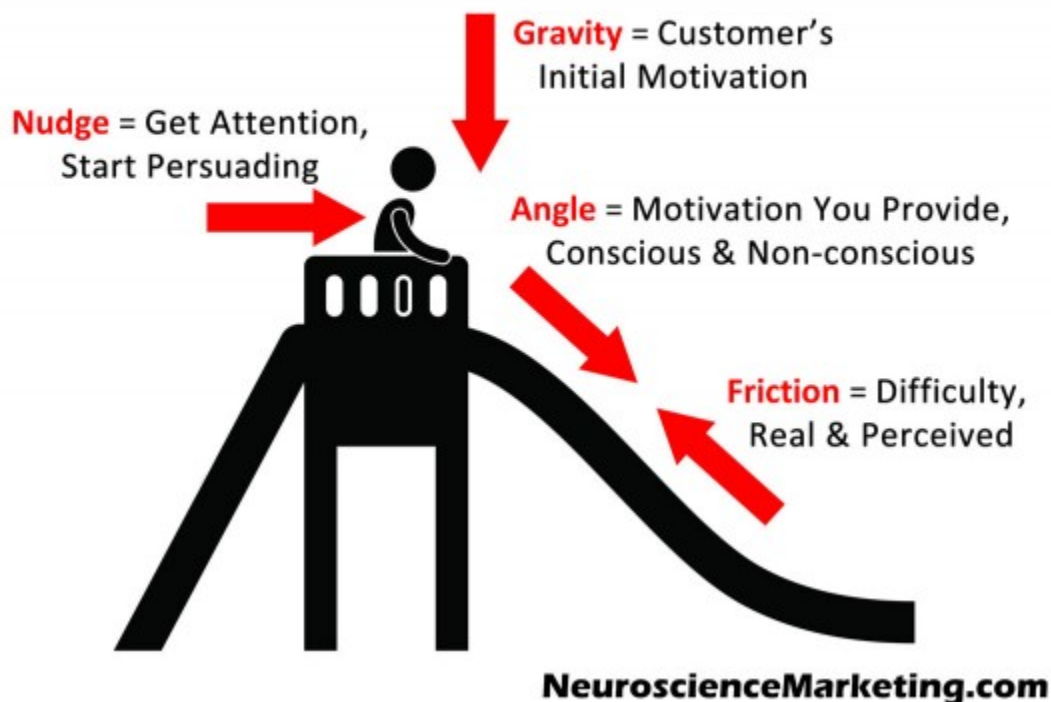 Gravity = Customer's
Initial Motivation
Nudge = Get Attention,
Start Persuading
Angle = Motivation You Provide,
Conscious & Non-conscious
Friction = Difficulty,
Real & Perceived
NeuroscienceMarketing.com